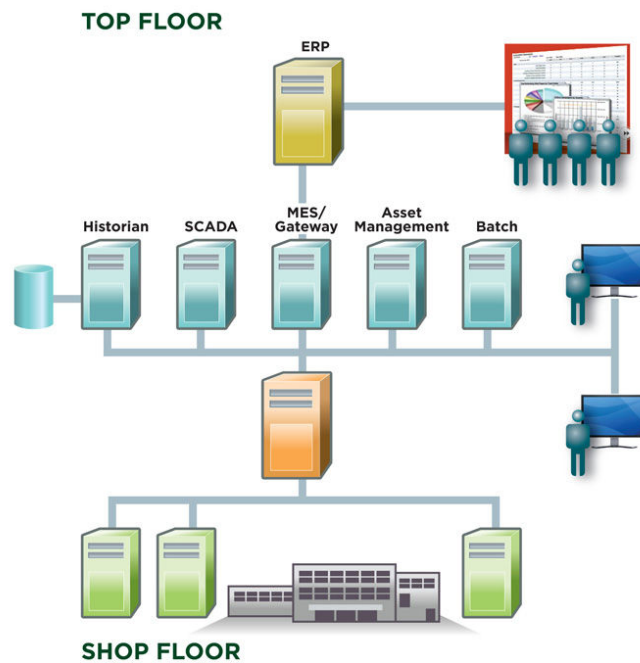 TOP FLOOR
ERP
Historian
SCADA
MES/
Gateway
Asset
Management
Batch
SHOP FLOOR